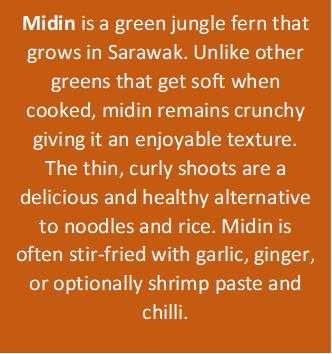 Midin is a green jungle fern that
grows in Sarawak. Unlike other
greens that get soft when
cooked, midin remains crunchy
giving it an enjoyable texture.
The thin, curly shoots are a
delicious and healthy alternative
to noodles and rice. Midin is
often stir-fried with garlic, ginger,
or optionally shrimp paste and
chilli.